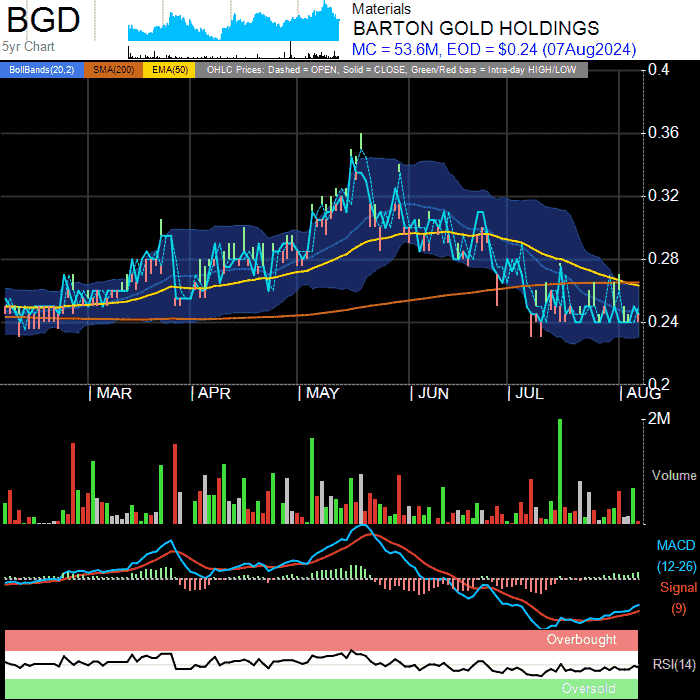 BGD
5yr Chart
Materials
BARTON GOLD HOLDINGS
MC = 53.6M, EOD = $0.24 (07Aug2024)
BollBands(20,2) SMA(200) EMA(50) OHLC Prices: Dashed = OPEN, Solid = CLOSE, Green/Red bars = Intra-day HIGH/LOW
0.4
0.36
0.32
0.28
0.24
0.2
| MAR | APR | MAY | JUN | JUL | AUG
2M
Volume
MACD
(12-26)
Signal
(9)
Overbought
RSI(14)
Oversold